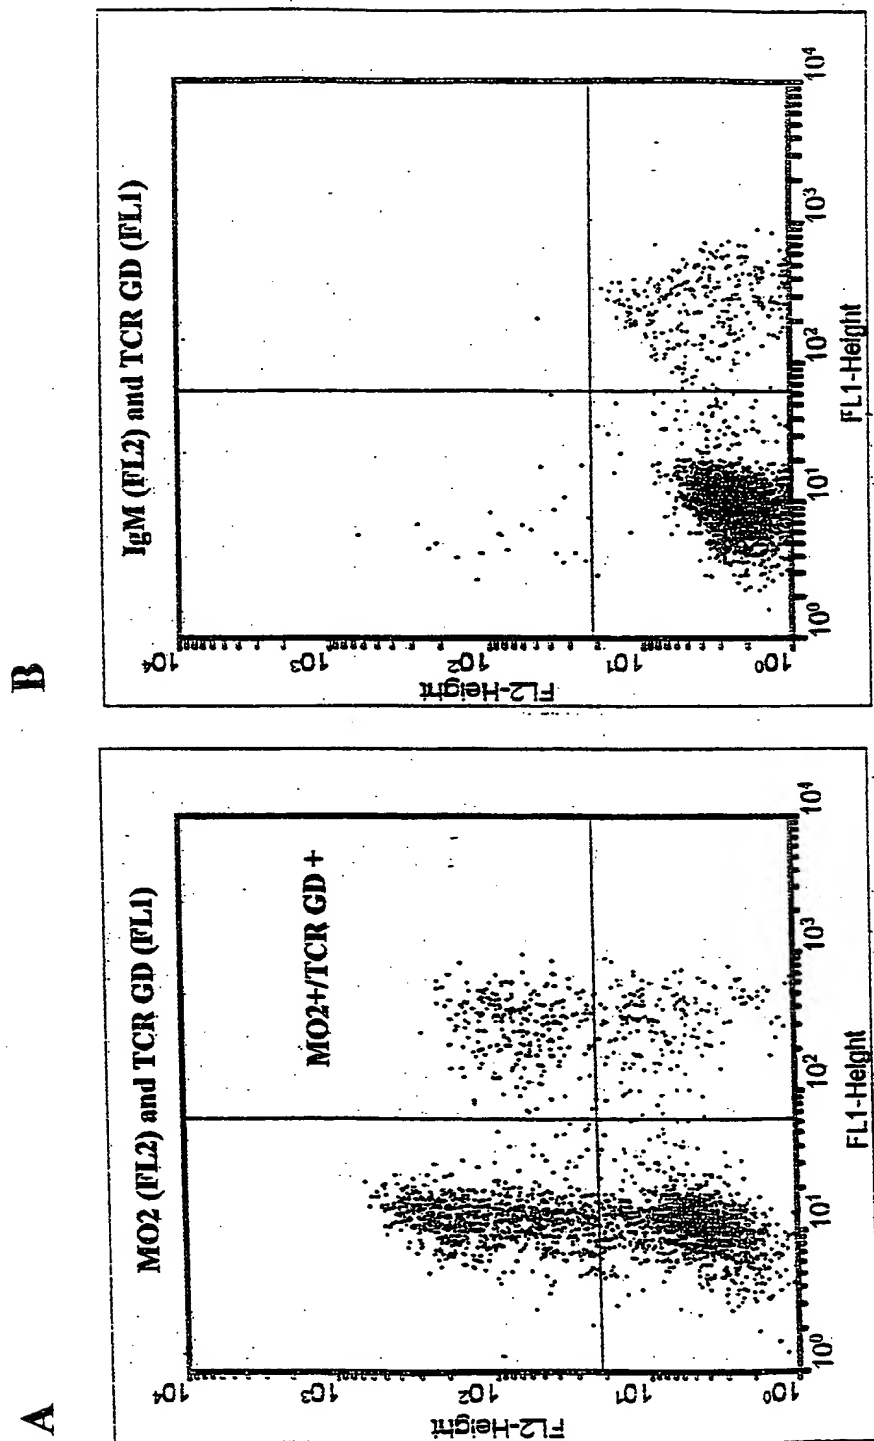 A
MO2 (FL2) and TCR GD (FL1)
MO2+/TCR GD +
FL2-Height
10⁴
10³
10²
10¹
10⁰
10⁰
10¹
10²
10³
10⁴
FL1-Height
B
IgM (FL2) and TCR GD (FL1)
FL2-Height
10⁴
10³
10²
10¹
10⁰
10⁰
10¹
10²
10³
10⁴
FL1-Height